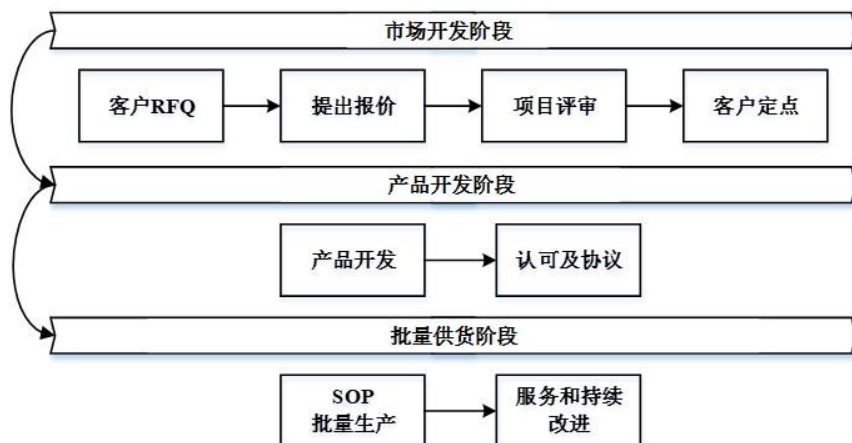 市场开发阶段
客户RFQ
提出报价
项目评审
客户定点
产品开发阶段
产品开发
认可及协议
批量供货阶段
SOP
批量生产
服务和持续
改进